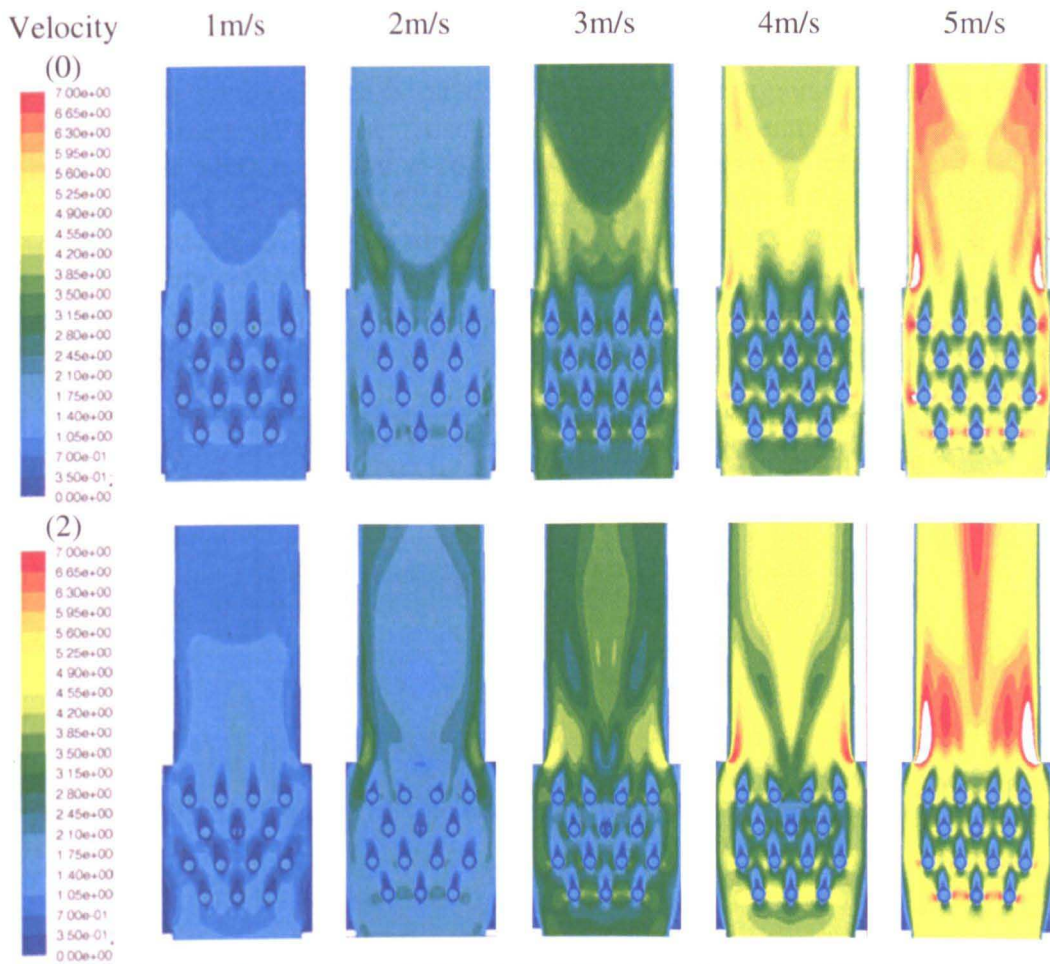 Velocity 1m/s 2m/s 3m/s 4m/s 5m/s
(0)
7.00e+00
6.65e+00
6.30e+00
5.95e+00
5.60e+00
5.25e+00
4.90e+00
4.55e+00
4.20e+00
3.85e+00
3.50e+00
3.15e+00
2.80e+00
2.45e+00
2.10e+00
1.75e+00
1.40e+00
1.05e+00
7.00e-01
3.50e-01
0.00e+00
(2)
7.00e+00
6.65e+00
6.30e+00
5.95e+00
5.60e+00
5.25e+00
4.90e+00
4.55e+00
4.20e+00
3.85e+00
3.50e+00
3.15e+00
2.80e+00
2.45e+00
2.10e+00
1.75e+00
1.40e+00
1.05e+00
7.00e-01
3.50e-01
0.00e+00